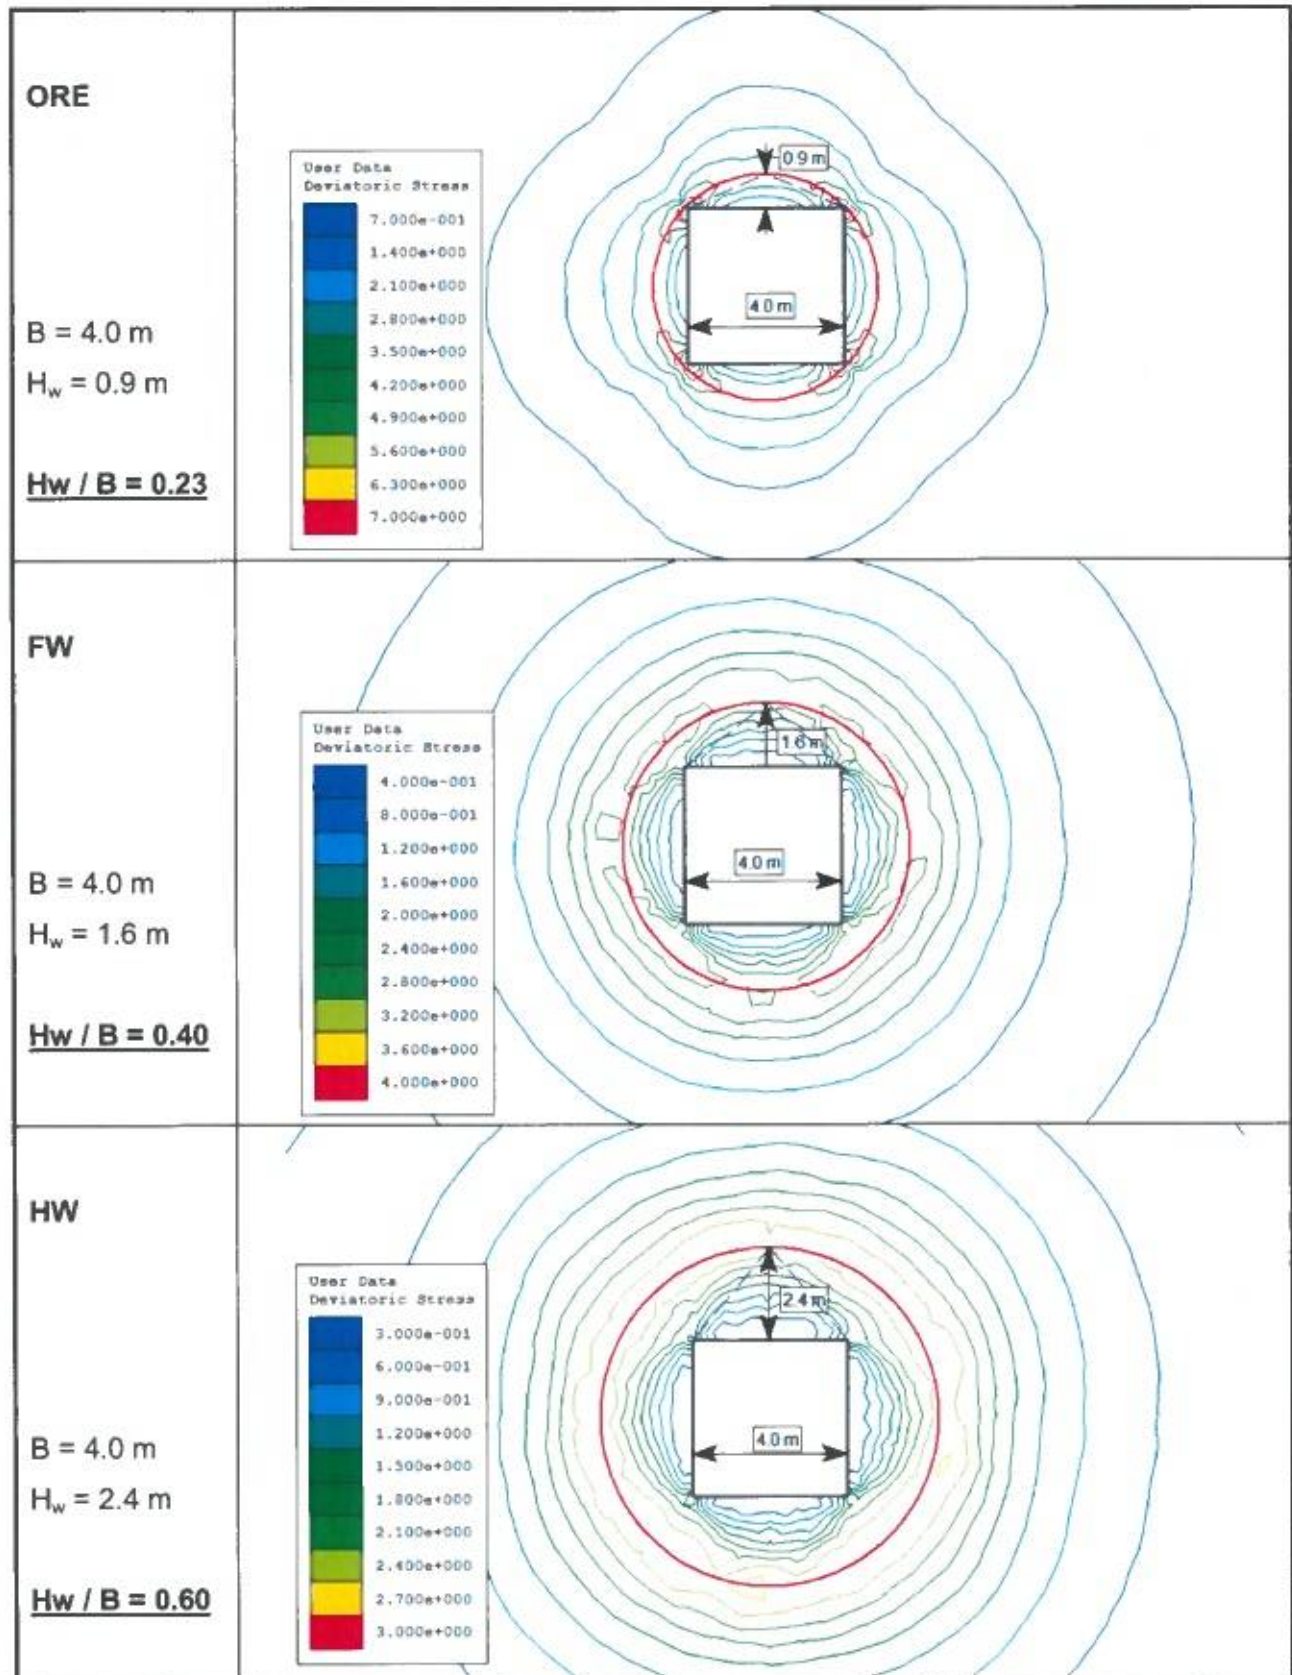 ORE
B = 4.0 m
Hw = 0.9 m
Hw / B = 0.23
User Data
Deviatoric Stress
7.000e-001
1.400e+000
2.100e+000
2.800e+000
3.500e+000
4.200e+000
4.900e+000
5.600e+000
6.300e+000
7.000e+000
0.9 m
4.0 m
FW
B = 4.0 m
Hw = 1.6 m
Hw / B = 0.40
User Data
Deviatoric Stress
4.000e-001
8.000e-001
1.200e+000
1.600e+000
2.000e+000
2.400e+000
2.800e+000
3.200e+000
3.600e+000
4.000e+000
1.6 m
4.0 m
HW
B = 4.0 m
Hw = 2.4 m
Hw / B = 0.60
User Data
Deviatoric Stress
3.000e-001
6.000e-001
9.000e-001
1.200e+000
1.500e+000
1.800e+000
2.100e+000
2.400e+000
2.700e+000
3.000e+000
2.4 m
4.0 m